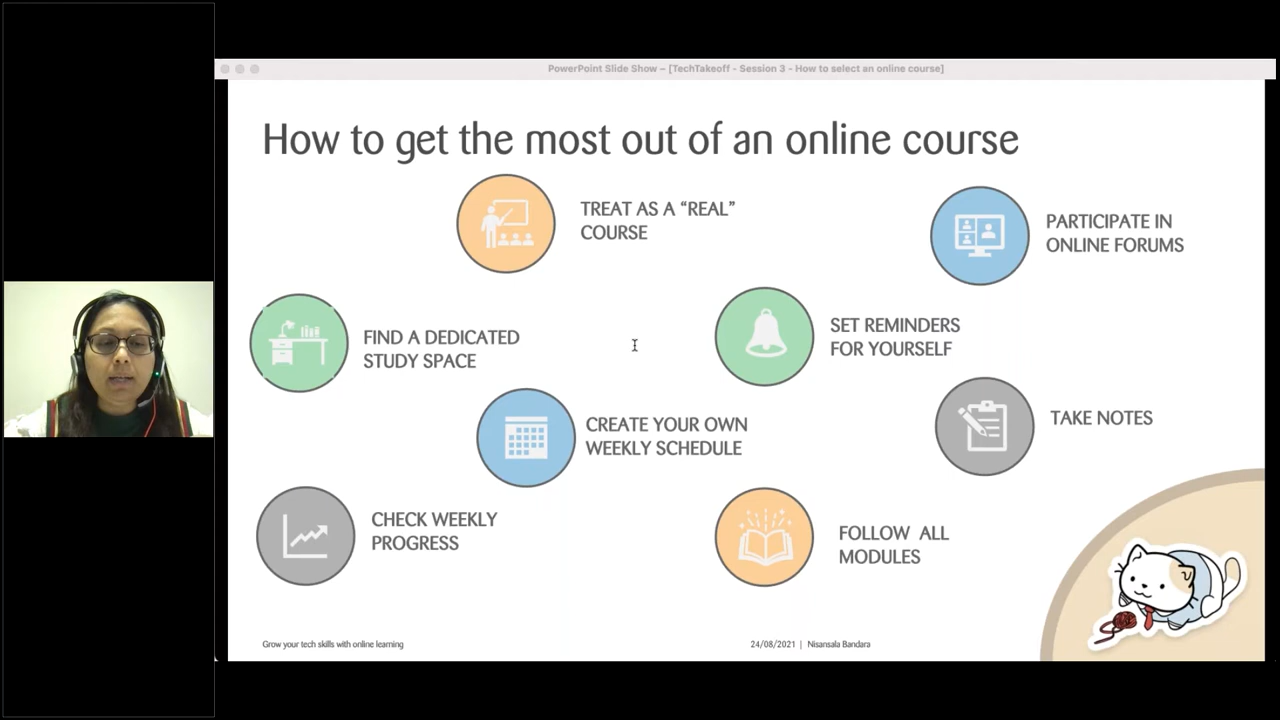 PowerPoint Slide Show – [TechTakeoff - Session 3 - How to select an online course]
How to get the most out of an online course
TREAT AS A “REAL”
COURSE
PARTICIPATE IN
ONLINE FORUMS
FIND A DEDICATED
STUDY SPACE
SET REMINDERS
FOR YOURSELF
CREATE YOUR OWN
WEEKLY SCHEDULE
TAKE NOTES
CHECK WEEKLY
PROGRESS
FOLLOW ALL
MODULES
Grow your tech skills with online learning
24/08/2021 | Nisansala Bandara